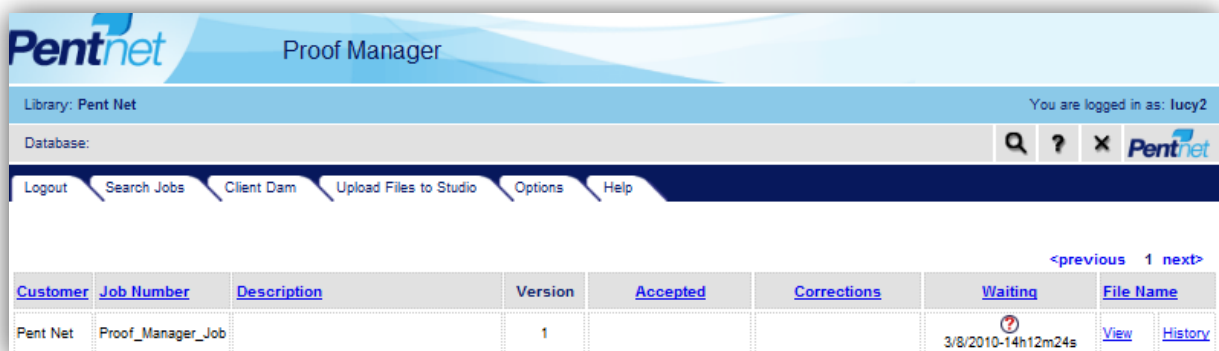 Pentnet Proof Manager
Library: Pent Net You are logged in as: lucy2
Database: ? Pentnet
Logout Search Jobs Client Dam Upload Files to Studio Options Help
<previous 1 next>
Customer Job Number Description Version Accepted Corrections Waiting File Name
Pent Net Proof_Manager_Job 1 ? 3/8/2010-14h12m24s View History